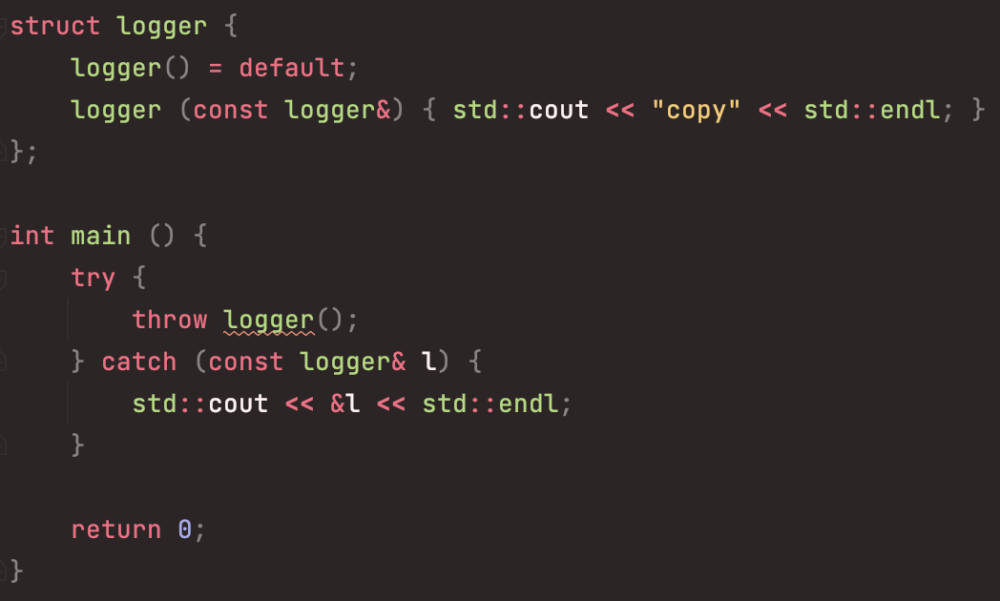 struct logger {
    logger() = default;
    logger (const logger&) { std::cout << "copy" << std::endl; }
};

int main () {
    try {
        throw logger();
    } catch (const logger& l) {
        std::cout << &l << std::endl;
    }

    return 0;
}